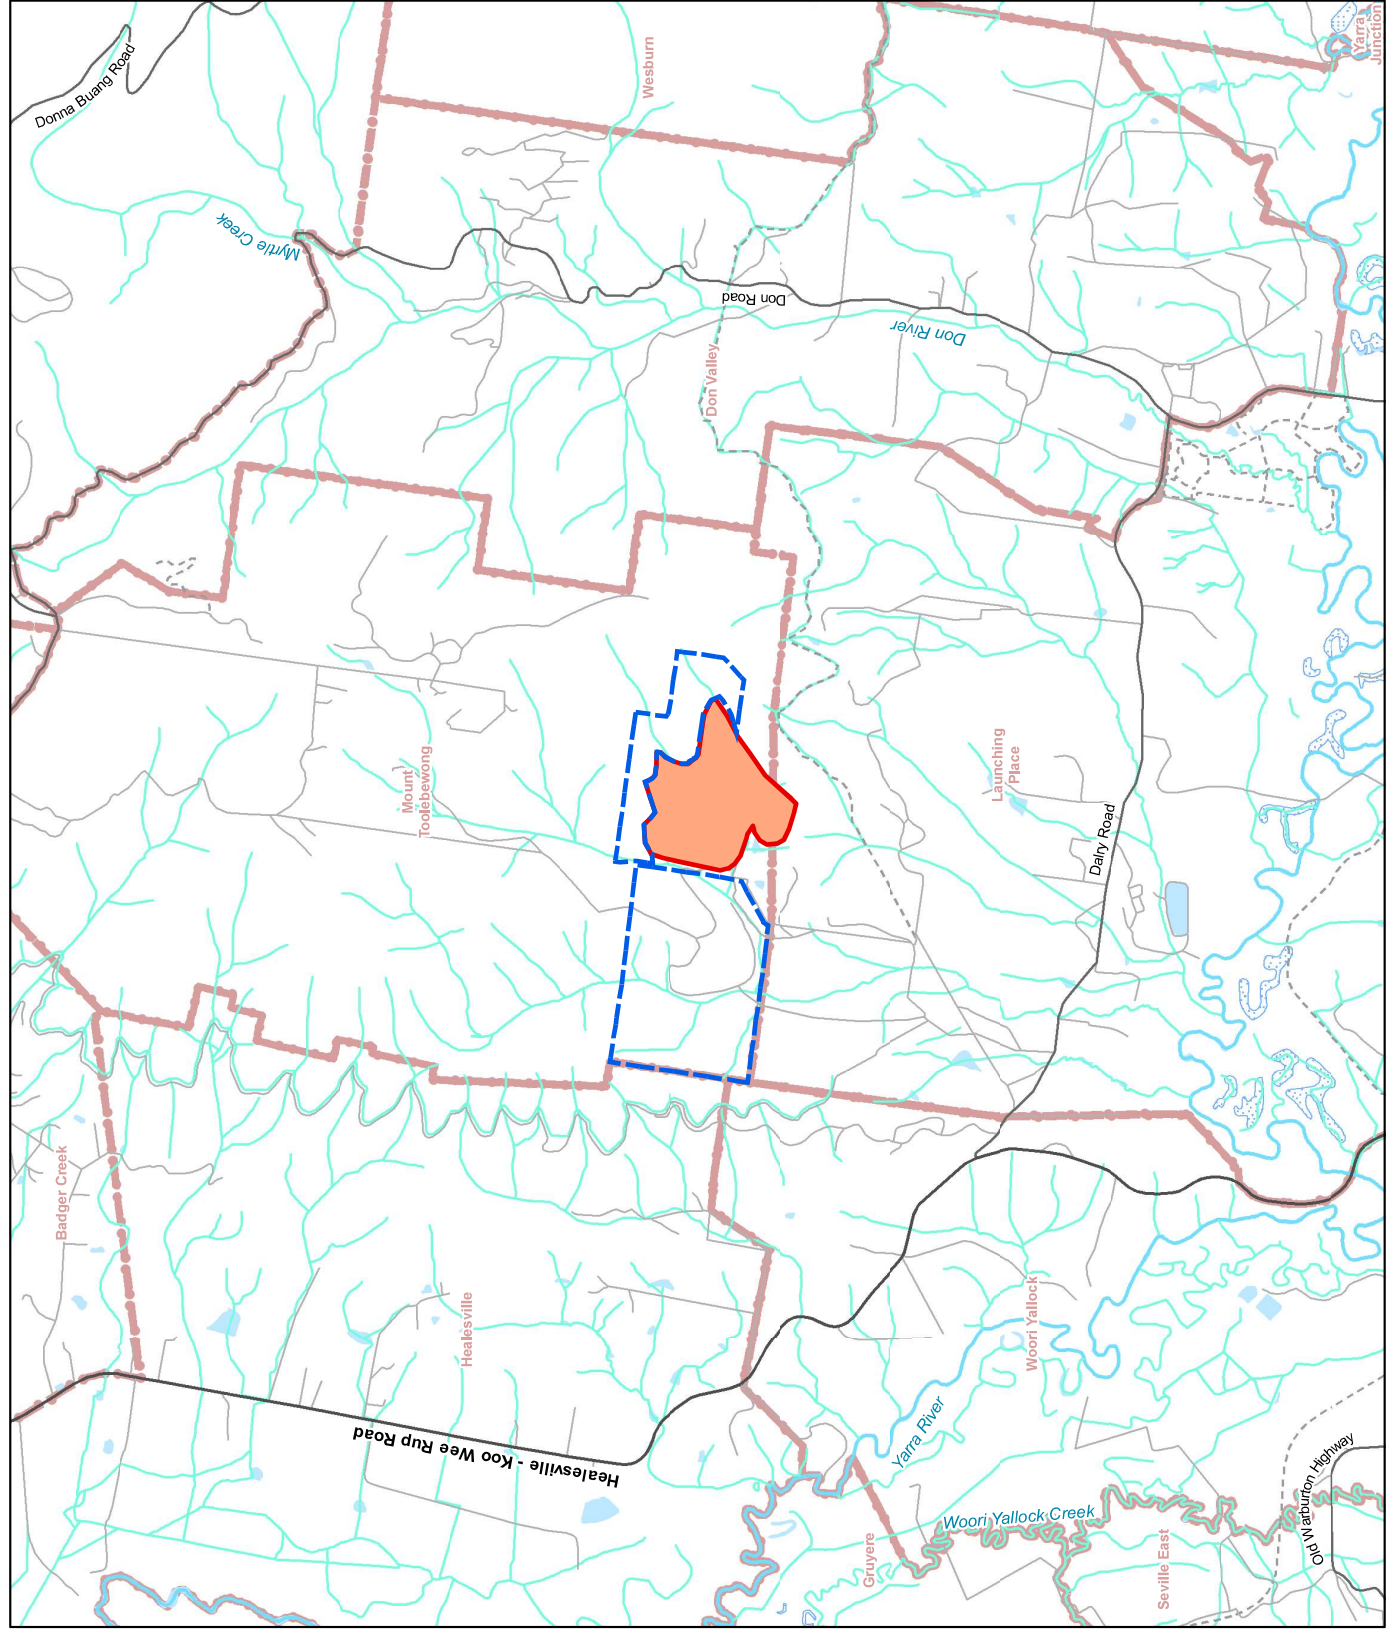 Donna Buang Road
Wesburn
Yarra
Junction
Myrtle Creek
Don Road
Don River
Don Valley
Mount
Toolebewong
Launching
Place
Dalry Road
Badger Creek
Healesville
Woori Yallock
Healesville - Koo Wee Rup Road
Yarra River
Woori Yallock Creek
Old Warburton Highway
Gruyere
Seville East